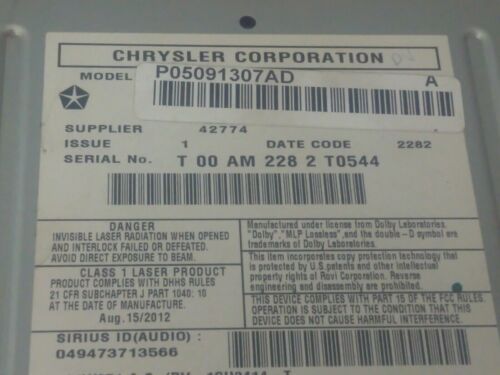 CHRYSLER CORPORATION
MODEL P05091307AD A
SUPPLIER 42774
ISSUE 1 DATE CODE 2282
SERIAL No. T 00 AM 228 2 T0544
DANGER
INVISIBLE LASER RADIATION WHEN OPENED
AND INTERLOCK FAILED OR DEFEATED.
AVOID DIRECT EXPOSURE TO BEAM.
CLASS 1 LASER PRODUCT
PRODUCT COMPLIES WITH DHHS RULES
21 CFR SUBCHAPTER J PART 1040: 10
AT THE DATE OF MANUFACTURE.
Aug.15/2012
Manufactured under license from Dolby Laboratories.
"Dolby","MLP Lossless", and the double-D symbol are
trademarks of Dolby Laboratories.
This item incorporates copy protection technology that
is protected by U.S.patents and other intellectual
property rights of Rovi Corporation. Reverse
engineering and disassembly are prohibited.
THIS DEVICE COMPLIES WITH PART 15 OF THE FCC RULES.
OPERATION IS SUBJECT TO THE CONDITION THAT THIS
DEVICE DOES NOT CAUSE HARMFUL INTERFERENCE.
SIRIUS ID(AUDIO) :
049473713566